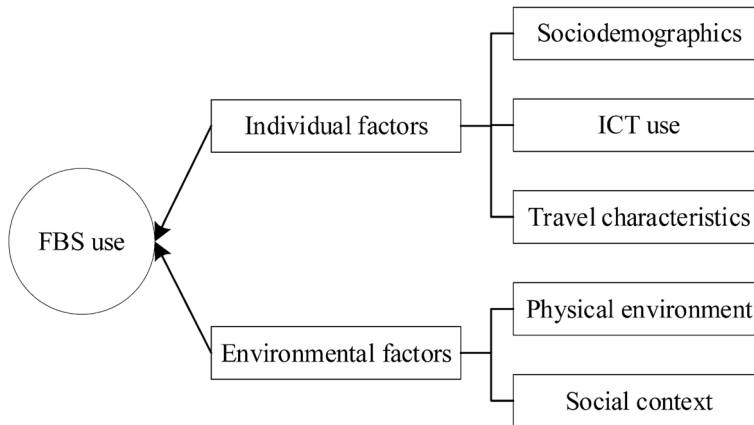 Sociodemographics
Individual factors
ICT use
Travel characteristics
FBS use
Physical environment
Environmental factors
Social context